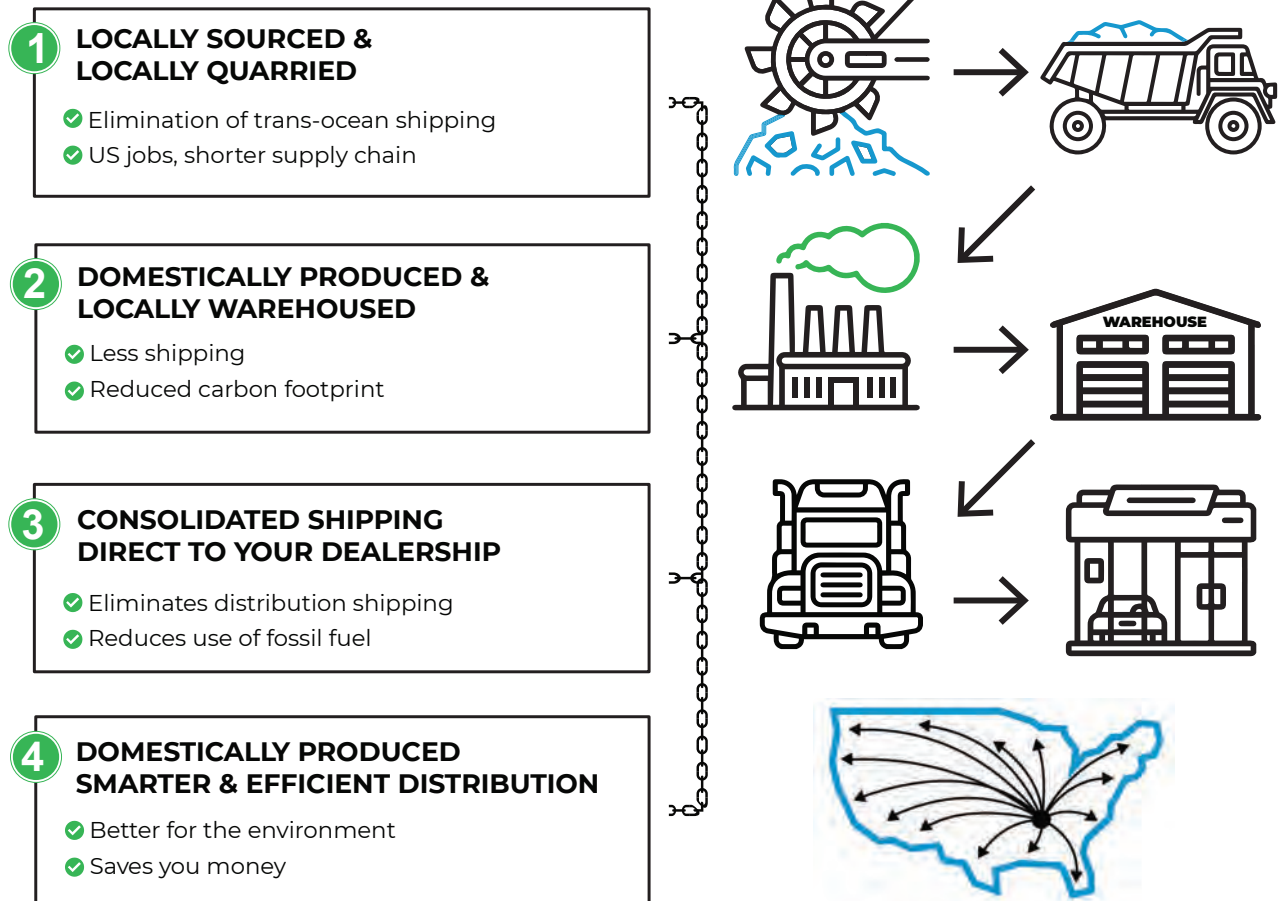 1
LOCALLY SOURCED &
LOCALLY QUARRIED
Elimination of trans-ocean shipping
US jobs, shorter supply chain
2
DOMESTICALLY PRODUCED &
LOCALLY WAREHOUSED
Less shipping
Reduced carbon footprint
WAREHOUSE
3
CONSOLIDATED SHIPPING
DIRECT TO YOUR DEALERSHIP
Eliminates distribution shipping
Reduces use of fossil fuel
4
DOMESTICALLY PRODUCED
SMARTER & EFFICIENT DISTRIBUTION
Better for the environment
Saves you money